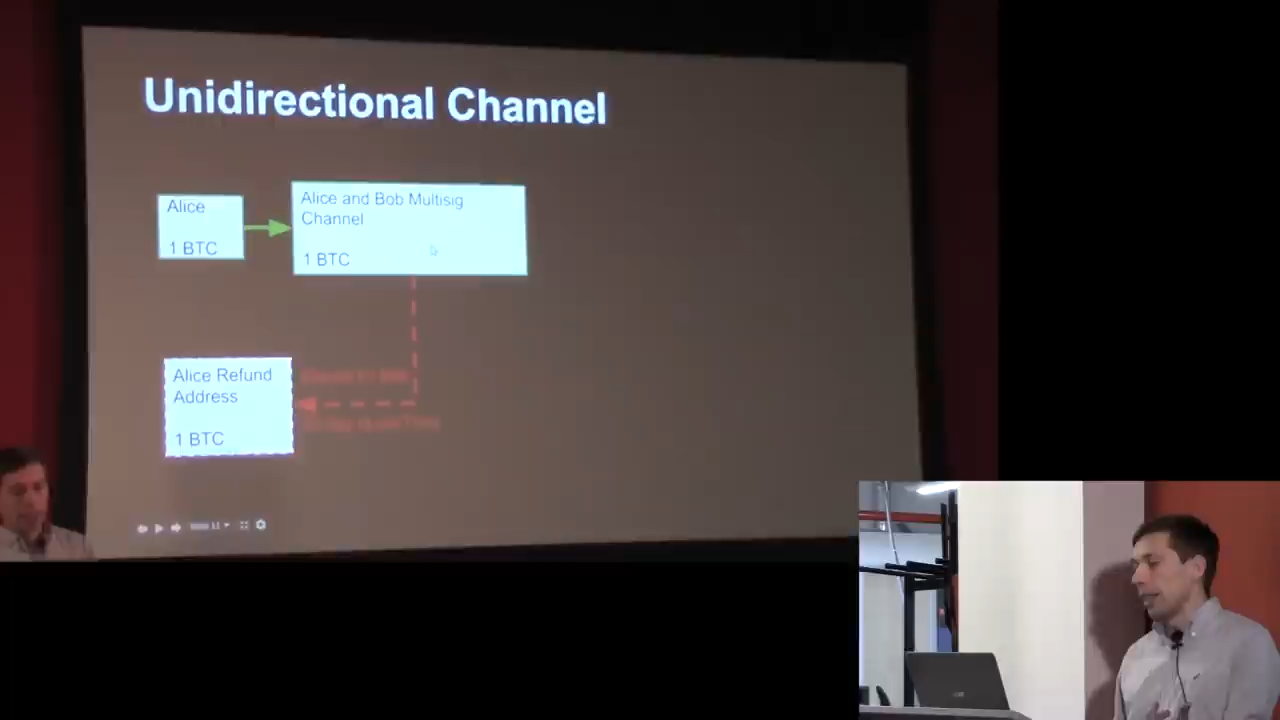 Unidirectional Channel
Alice
1 BTC
Alice and Bob Multisig
Channel
1 BTC
Alice Refund
Address
1 BTC